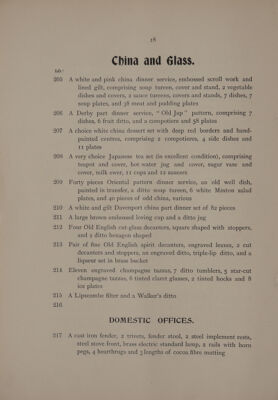 18
China and Glass.
Lot
205 A white and pink china dinner service, embossed scroll work and
lined gilt, comprising soup tureen, cover and stand, 2 vegetable
dishes and covers, 2 sauce tureens, covers and stands, 7 dishes, 7
soup plates, and 38 meat and pudding plates
206 A Derby part dinner service, "Old Jap" pattern, comprising 7
dishes, 6 fruit ditto, and 2 compotiers and 58 plates
207 A choice white china dessert set with deep red borders and hand-
painted centres, comprising 2 compotieres, 4 side dishes and
11 plates
208 A very choice Japanese tea set (in excellent condition), comprising
teapot and cover, hot water jug and cover, sugar vase and
cover, milk ewer, 11 cups and 12 saucers
209 Forty pieces Oriental pattern dinner service, an old well dish,
painted in transfer, a ditto soup tureen, 6 white Minton salad
plates, and 40 pieces of odd china, various
210 A white and gilt Davenport china part dinner set of 82 pieces
211 A large brown embossed loving cup and a ditto jug
212 Four Old English cut-glass decanters, square shaped with stoppers,
and 2 ditto hexagon shaped
213 Pair of fine Old English spirit decanters, engraved leaves, 2 cut
decanters and stoppers, an engraved ditto, triple-lip ditto, and a
liqueur set in brass bucket
214 Eleven engraved champagne tazzas, 7 ditto tumblers, 5 star-cut
champagne tazzas, 6 tinted claret glasses, 2 tinted hocks and 8
ice plates
215 A Lipscombe filter and a Walker's ditto
216
DOMESTIC OFFICES.
217 A cast iron fender, 2 trivets, fender stool, 2 steel implement rests,
steel stove front, brass electric standard lamp, 2 rails with horn
pegs, 4 hearthrugs and 3 lengths of cocoa fibre matting